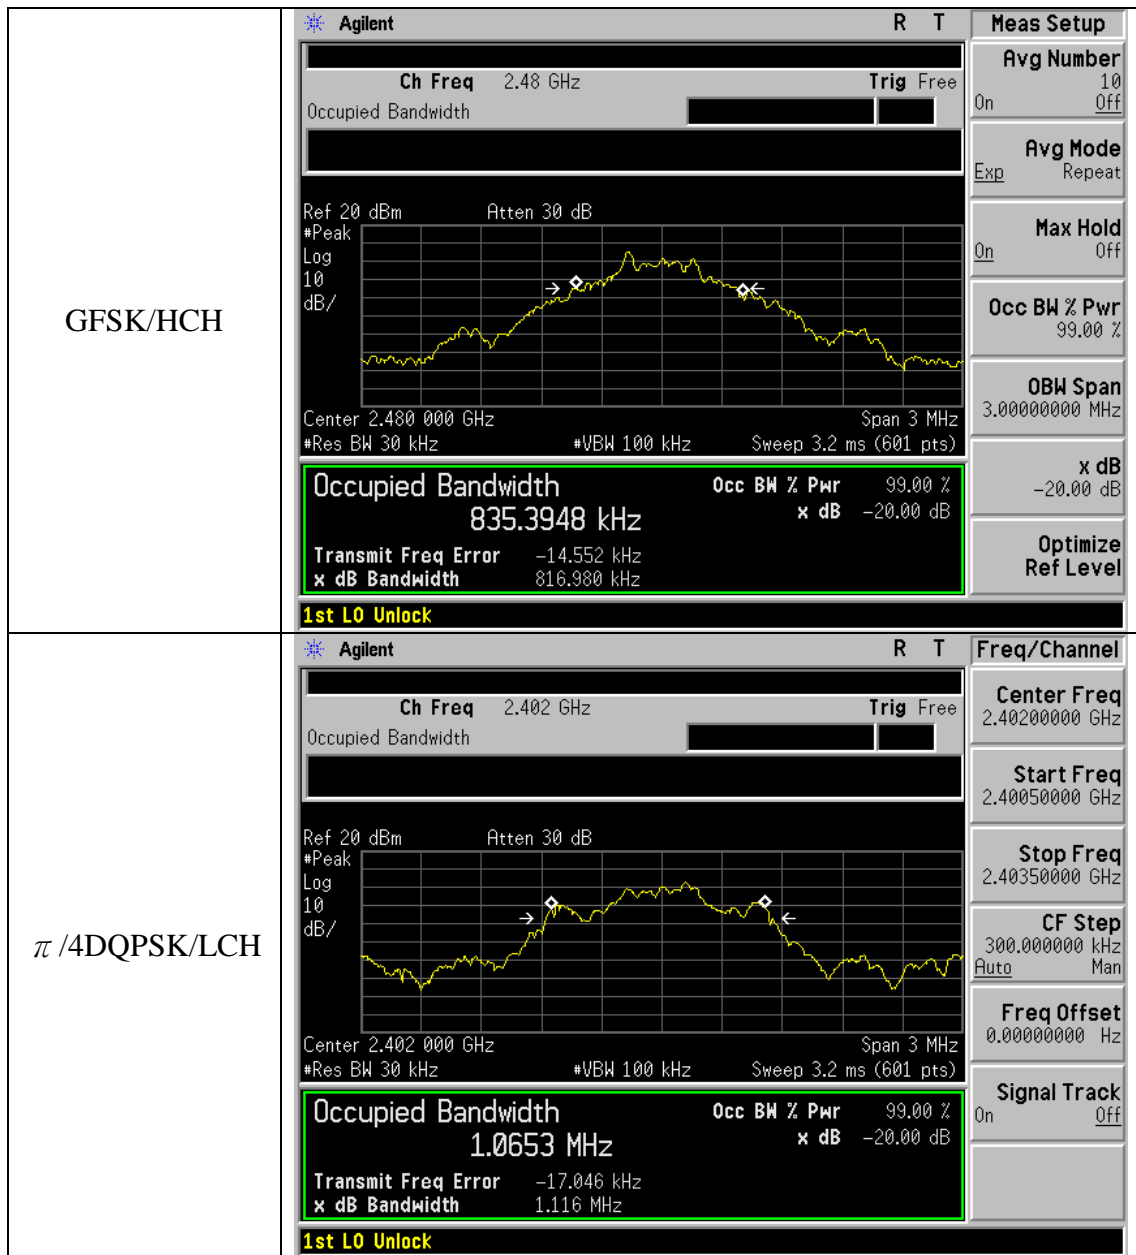 GFSK/HCH
Agilent R T Meas Setup
Ch Freq 2.48 GHz Trig Free
Occupied Bandwidth
Avg Number
10
On Off
Avg Mode
Exp Repeat
Max Hold
On Off
Occ BW % Pwr
99.00 %
OBW Span
3.00000000 MHz
x dB
-20.00 dB
Optimize
Ref Level
Ref 20 dBm Atten 30 dB
#Peak
Log
10
dB/
Center 2.480 000 GHz Span 3 MHz
#Res BW 30 kHz #VBW 100 kHz Sweep 3.2 ms (601 pts)
Occupied Bandwidth Occ BW % Pwr 99.00 %
835.3948 kHz x dB -20.00 dB
Transmit Freq Error -14.552 kHz
x dB Bandwidth 816.980 kHz
1st LO Unlock
π/4DQPSK/LCH
Agilent R T Freq/Channel
Ch Freq 2.402 GHz Trig Free
Occupied Bandwidth
Center Freq
2.40200000 GHz
Start Freq
2.40050000 GHz
Stop Freq
2.40350000 GHz
CF Step
300.000000 kHz
Auto Man
Freq Offset
0.00000000 Hz
Signal Track
On Off
Ref 20 dBm Atten 30 dB
#Peak
Log
10
dB/
Center 2.402 000 GHz Span 3 MHz
#Res BW 30 kHz #VBW 100 kHz Sweep 3.2 ms (601 pts)
Occupied Bandwidth Occ BW % Pwr 99.00 %
1.0653 MHz x dB -20.00 dB
Transmit Freq Error -17.046 kHz
x dB Bandwidth 1.116 MHz
1st LO Unlock